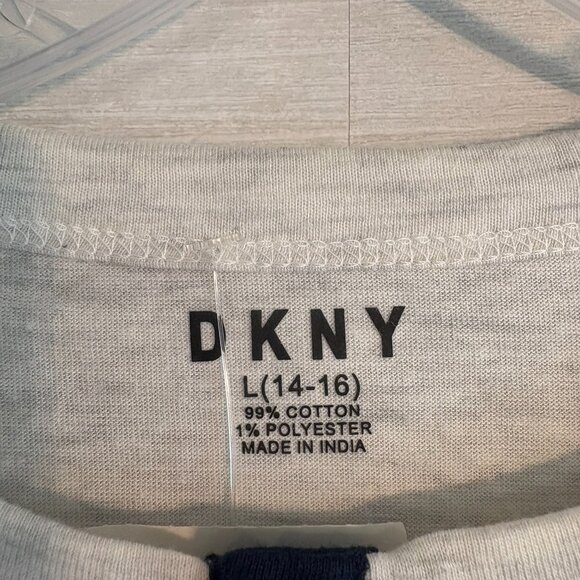 DKNY
L(14-16)
99% COTTON
1% POLYESTER
MADE IN INDIA